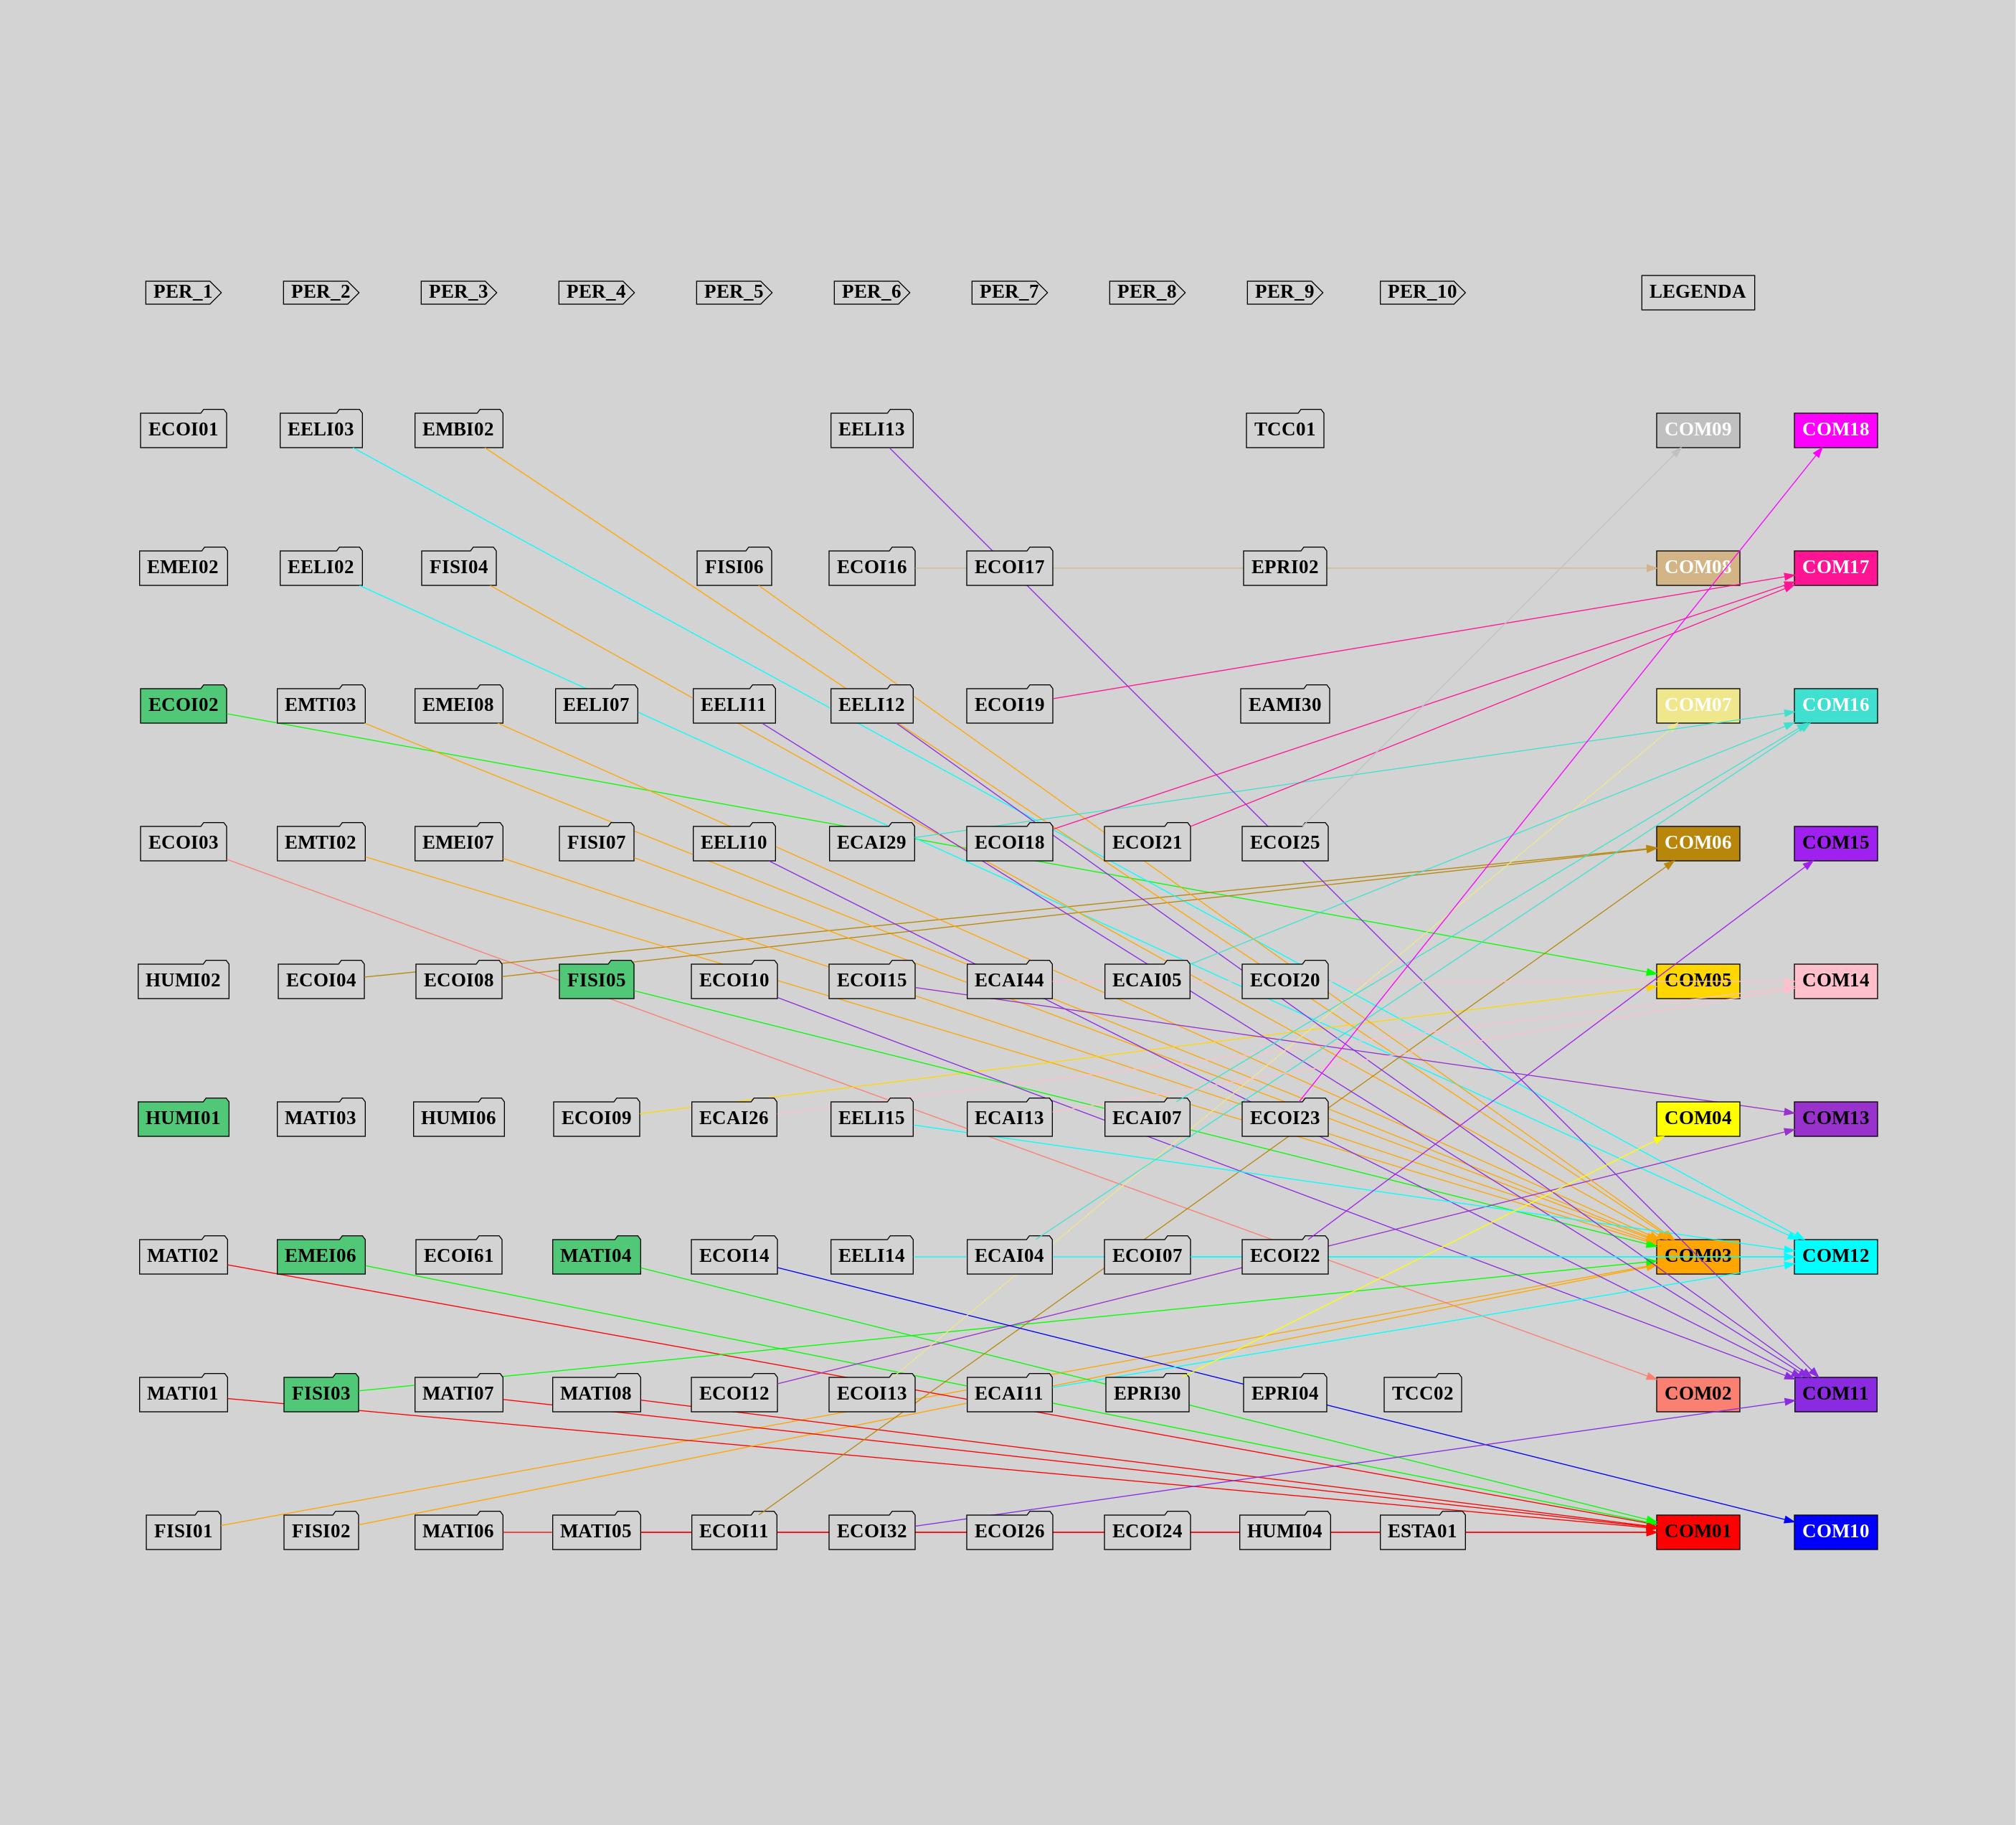 PER_1 PER_2 PER_3 PER_4 PER_5 PER_6 PER_7 PER_8 PER_9 PER_10 LEGENDA
ECOI01 EELI03 EMBI02 EELI13 TCC01 COM09 COM18
EMEI02 EELI02 FISI04 FISI06 ECOI16 ECOI17 EPRI02 COM08 COM17
ECOI02 EMTI03 EMEI08 EELI07 EELI11 EELI12 ECOI19 EAMI30 COM07 COM16
ECOI03 EMTI02 EMEI07 FISI07 EELI10 ECAI29 ECOI18 ECOI21 ECOI25 COM06 COM15
HUMI02 ECOI04 ECOI08 FISI05 ECOI10 ECOI15 ECAI44 ECAI05 ECOI20 COM05 COM14
HUMI01 MATI03 HUMI06 ECOI09 ECAI26 EELI15 ECAI13 ECAI07 ECOI23 COM04 COM13
MATI02 EMEI06 ECOI61 MATI04 ECOI14 EELI14 ECAI04 ECOI07 ECOI22 COM03 COM12
MATI01 FISI03 MATI07 MATI08 ECOI12 ECOI13 ECAI11 EPRI30 EPRI04 TCC02 COM02 COM11
FISI01 FISI02 MATI06 MATI05 ECOI11 ECOI32 ECOI26 ECOI24 HUMI04 ESTA01 COM01 COM10